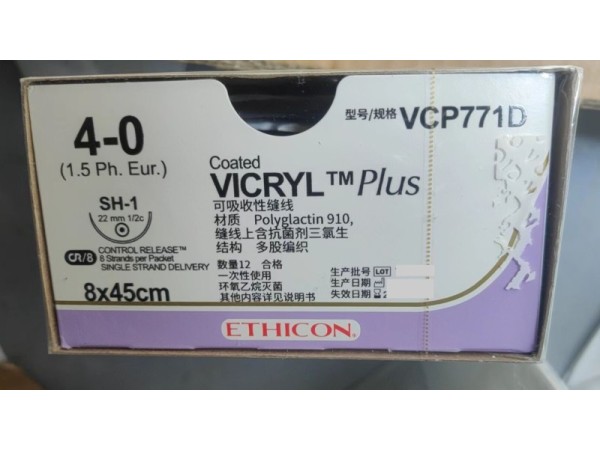 型号/规格 VCP771D
4-0
(1.5 Ph. Eur.)
Coated
VICRYL™ Plus
SH-1
22 mm 1/2c
可吸收性缝线
材质 Polyglactin 910,
缝线上含抗菌剂三氯生
结构 多股编织
CR/8
CONTROL RELEASE™
8 Strands per Packet
SINGLE STRAND DELIVERY
8x45cm
数量12 合格
一次性使用
环氧乙烷灭菌
其他内容详见说明书
生产批号 LOT
生产日期
失效日期
ETHICON